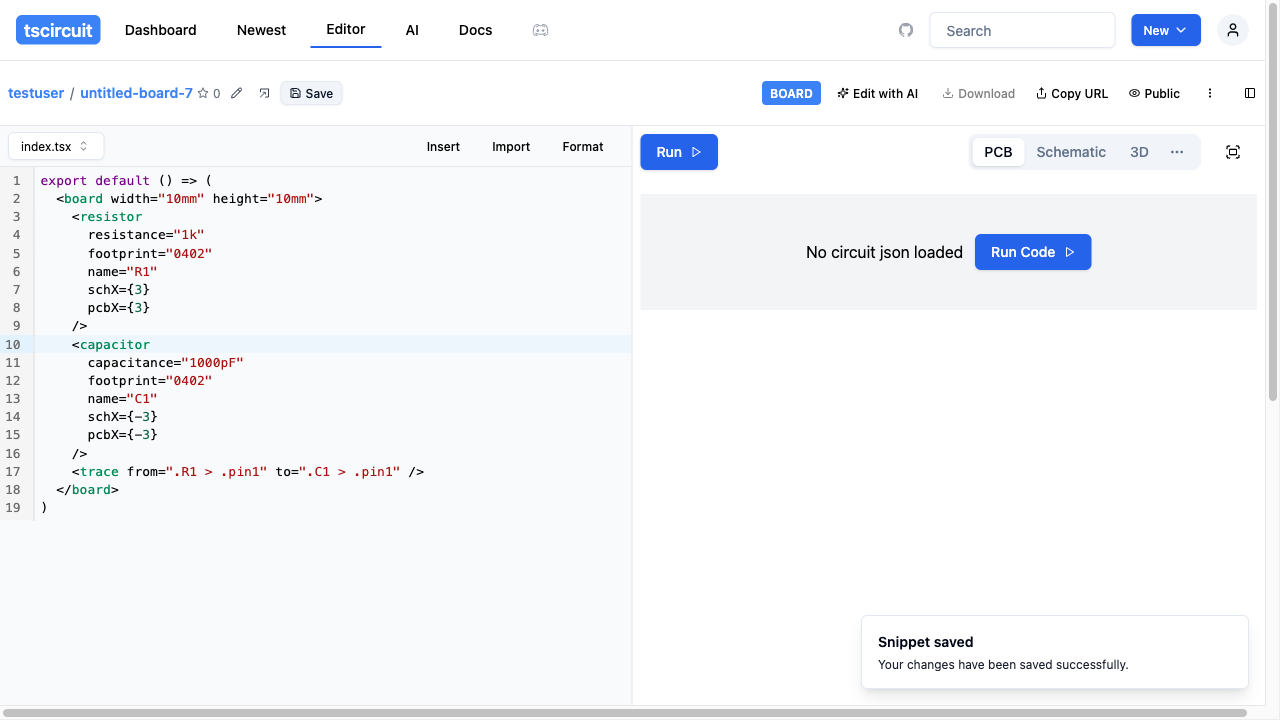 tscircuit Dashboard Newest Editor AI Docs Search New
testuser / untitled-board-7 0 Save BOARD Edit with AI Download Copy URL Public
index.tsx Insert Import Format Run PCB Schematic 3D
1 export default () => (
2 <board width="10mm" height="10mm">
3 <resistor
4 resistance="1k"
5 footprint="0402"
6 name="R1"
7 schX={3}
8 pcbX={3}
9 />
10 <capacitor
11 capacitance="1000pF"
12 footprint="0402"
13 name="C1"
14 schX={-3}
15 pcbX={-3}
16 />
17 <trace from=".R1 > .pin1" to=".C1 > .pin1" />
18 </board>
19 )
No circuit json loaded Run Code
Snippet saved
Your changes have been saved successfully.